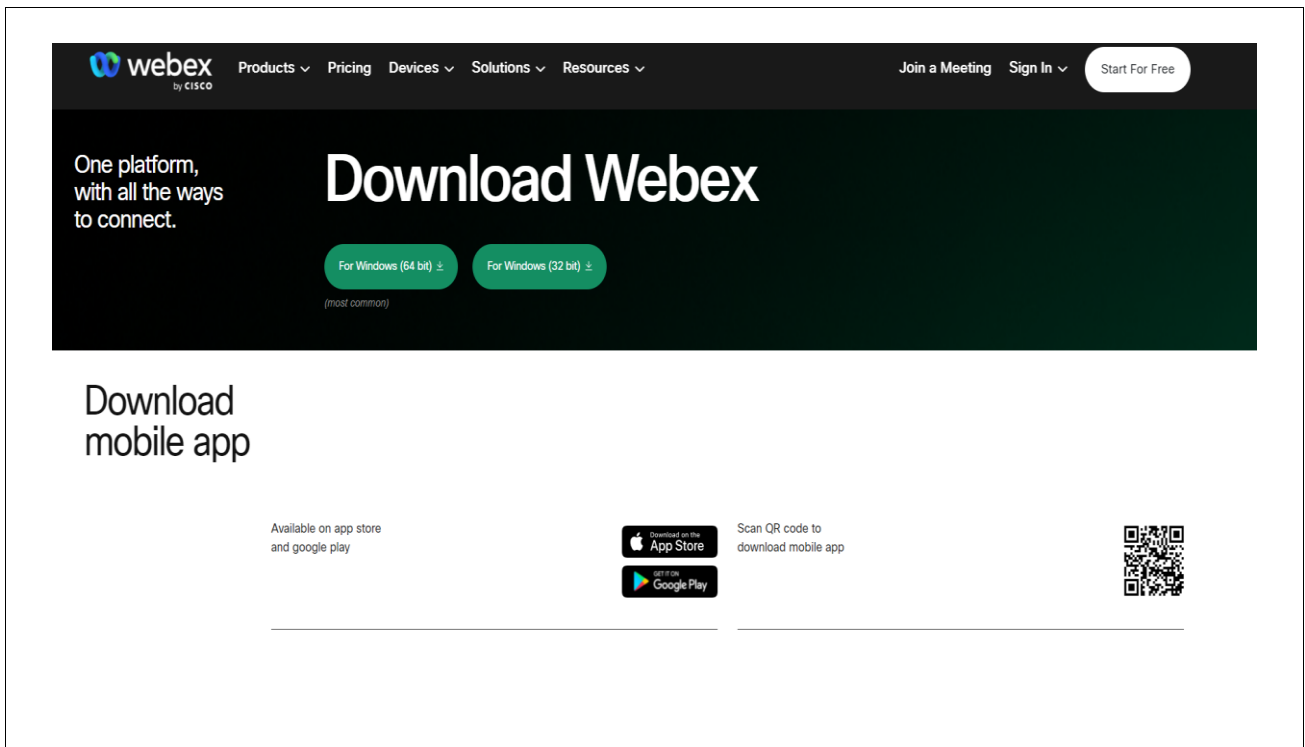 webex
by CISCO
Products
Pricing
Devices
Solutions
Resources
Join a Meeting
Sign In
Start For Free
One platform,
with all the ways
to connect.
Download Webex
For Windows (64 bit)
For Windows (32 bit)
(most common)
Download
mobile app
Available on app store
and google play
Download on the
App Store
GET IT ON
Google Play
Scan QR code to
download mobile app